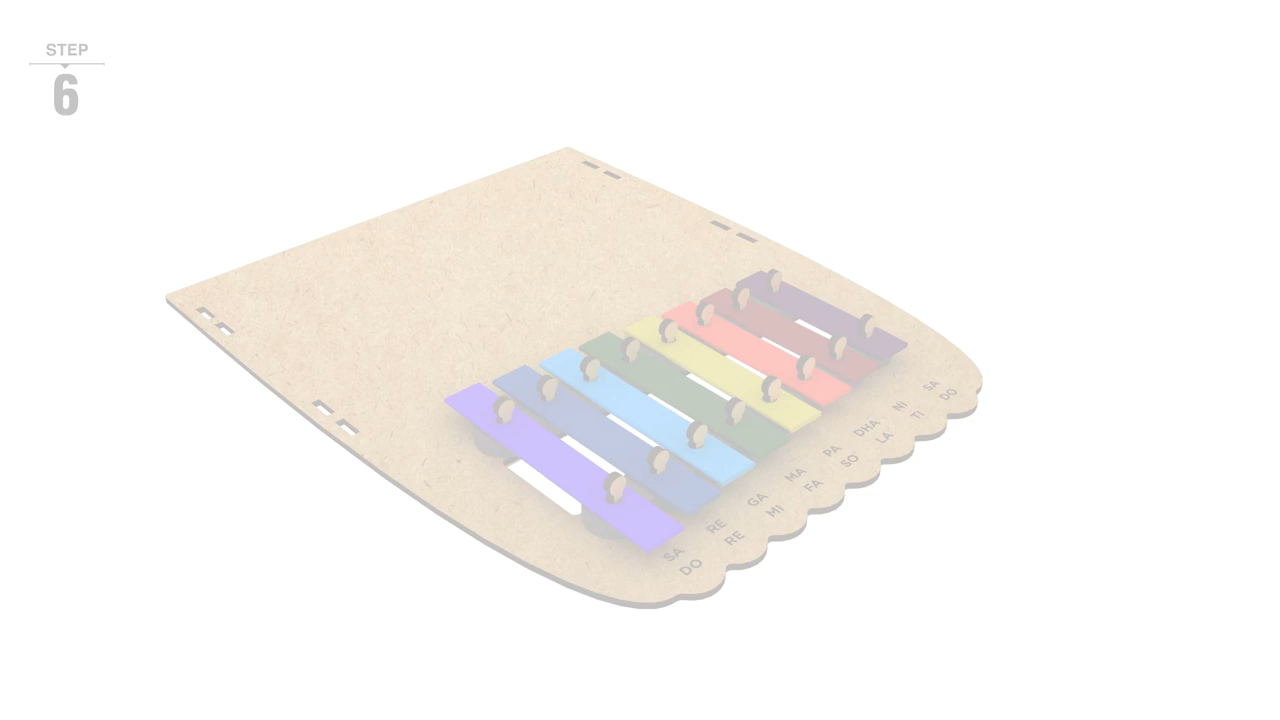 STEP
6
SA RE GA MA PA DHA NI SA
DO RE MI FA SO LA TI DO